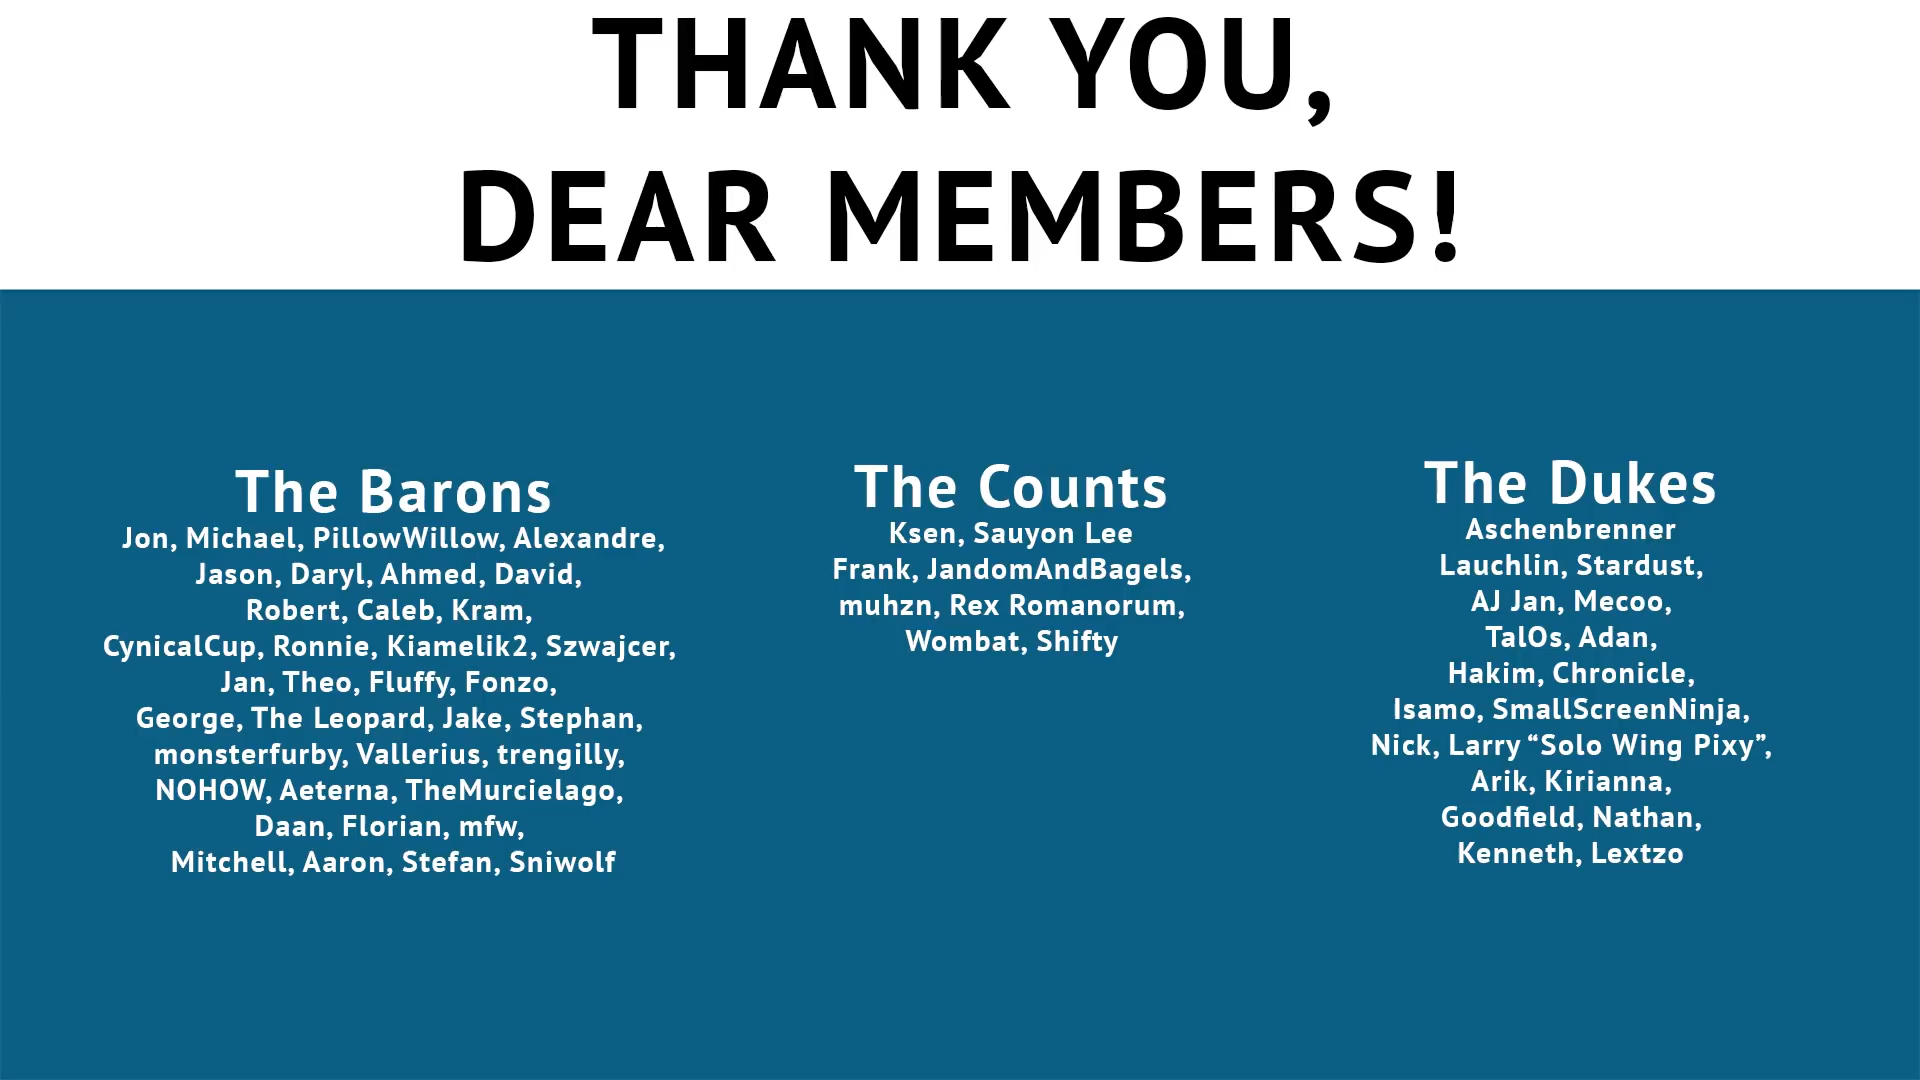 THANK YOU,
DEAR MEMBERS!
The Barons
Jon, Michael, PillowWillow, Alexandre,
Jason, Daryl, Ahmed, David,
Robert, Caleb, Kram,
CynicalCup, Ronnie, Kiamelik2, Szwajcer,
Jan, Theo, Fluffy, Fonzo,
George, The Leopard, Jake, Stephan,
monsterfurby, Vallerius, trengilly,
NOHOW, Aeterna, TheMurcielago,
Daan, Florian, mfw,
Mitchell, Aaron, Stefan, Sniwolf
The Counts
Ksen, Sauyon Lee
Frank, JandomAndBagels,
muhzn, Rex Romanorum,
Wombat, Shifty
The Dukes
Aschenbrenner
Lauchlin, Stardust,
AJ Jan, Mecoo,
TalOs, Adan,
Hakim, Chronicle,
Isamo, SmallScreenNinja,
Nick, Larry “Solo Wing Pixy”,
Arik, Kirianna,
Goodfield, Nathan,
Kenneth, Lextzo